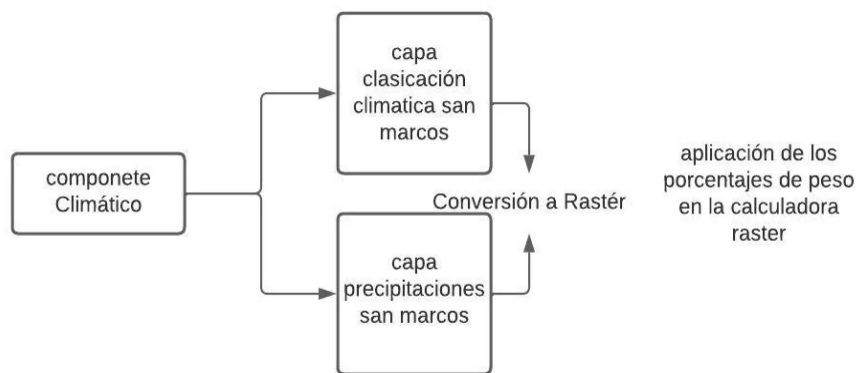 componete
Climático
capa
clasicación
climatica san
marcos
Conversión a Rastér
capa
precipitaciones
san marcos
aplicación de los
porcentajes de peso
en la calculadora
raster